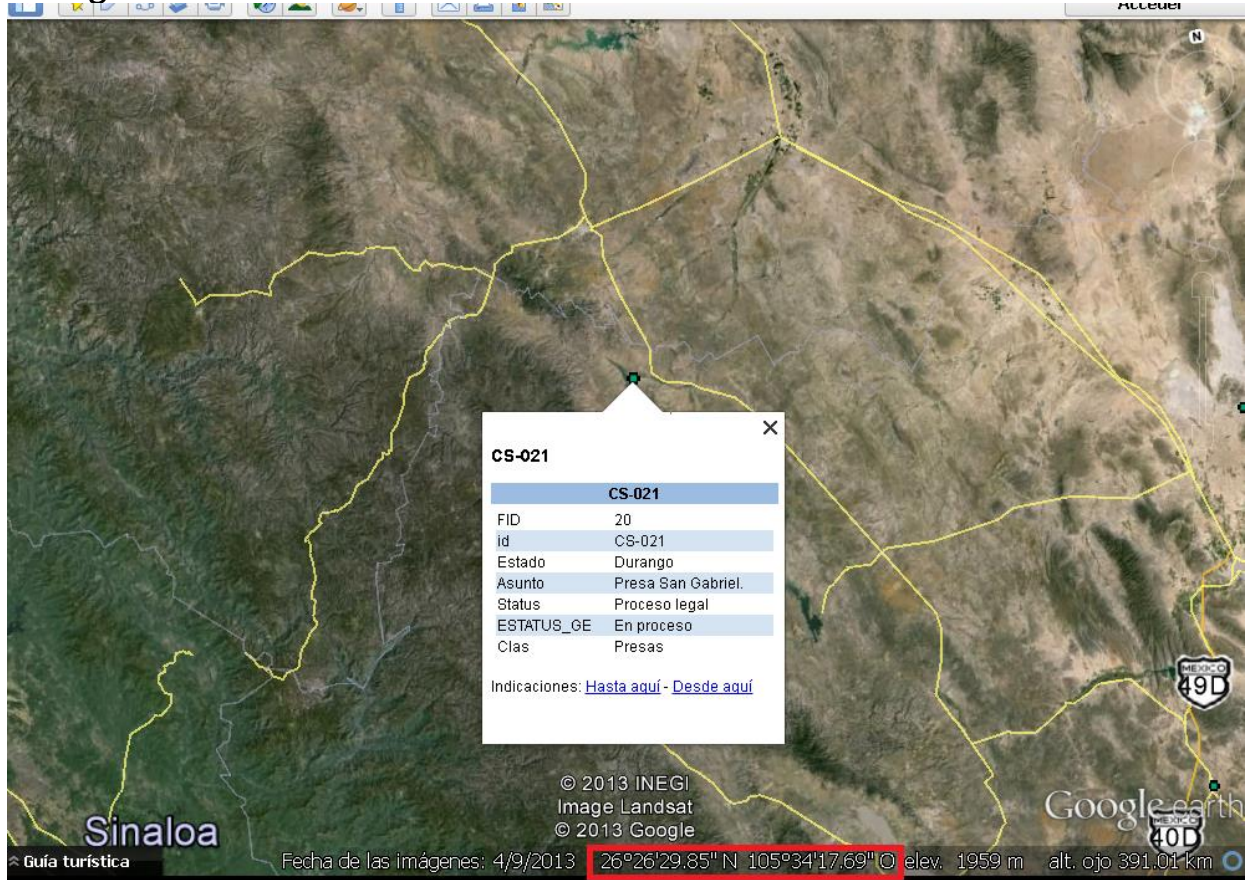 Acceder
N
CS-021
CS-021
FID 20
id CS-021
Estado Durango
Asunto Presa San Gabriel.
Status Proceso legal
ESTATUS_GE En proceso
Clas Presas
Indicaciones: Hasta aquí - Desde aquí
MEXICO
49D
© 2013 INEGI
Image Landsat
© 2013 Google
Google earth
Sinaloa
MEXICO
40D
Guía turística
Fecha de las imágenes: 4/9/2013 26°26'29.85" N 105°34'17.69" O elev. 1959 m alt. ojo 391.01 km